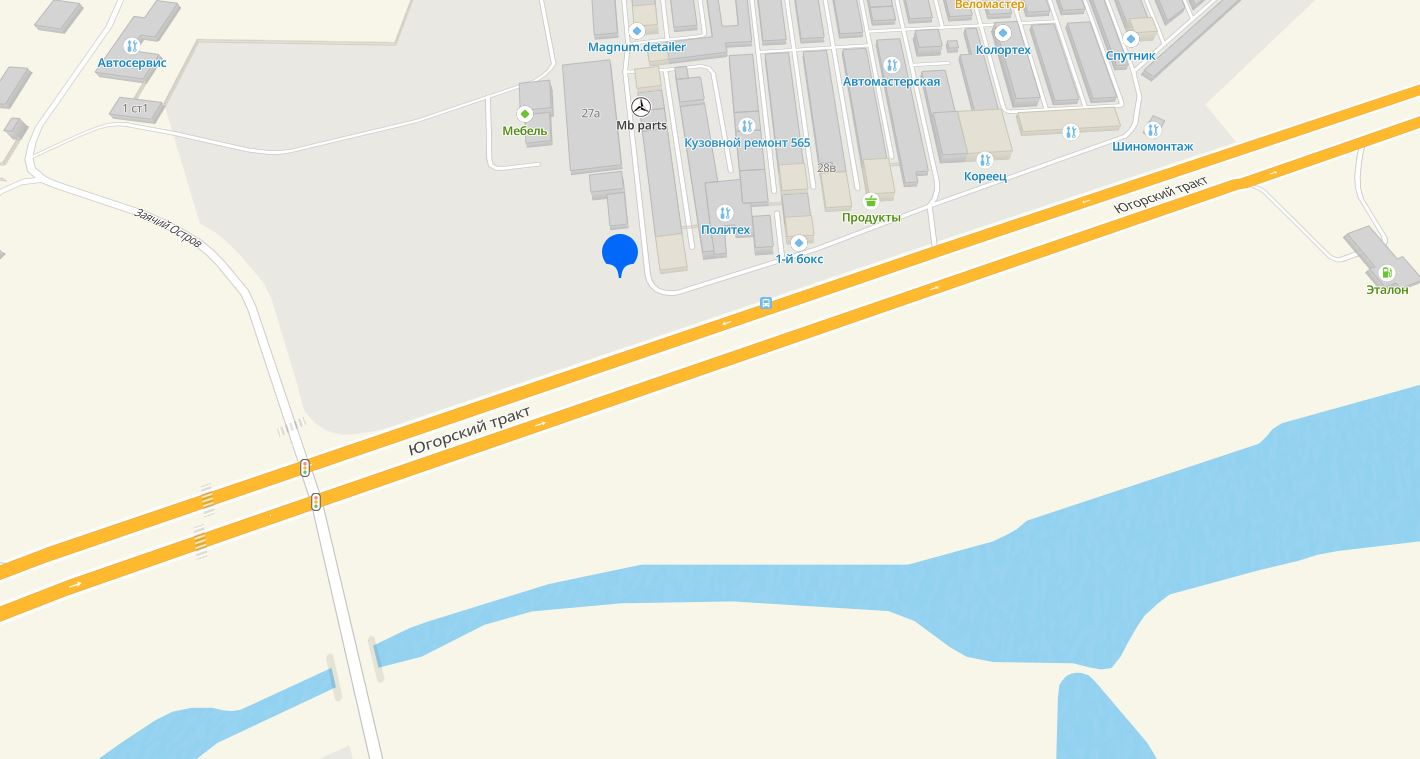 Веломастер
Magnum.detailer
Колортех
Спутник
Автосервис
Автомастерская
1 ст1
27а
Mb parts
Мебель
Кузовной ремонт 565
Шиномонтаж
28в
Кореец
Югорский тракт
Продукты
Заячий Остров
Политех
1-й бокс
Эталон
Югорский тракт